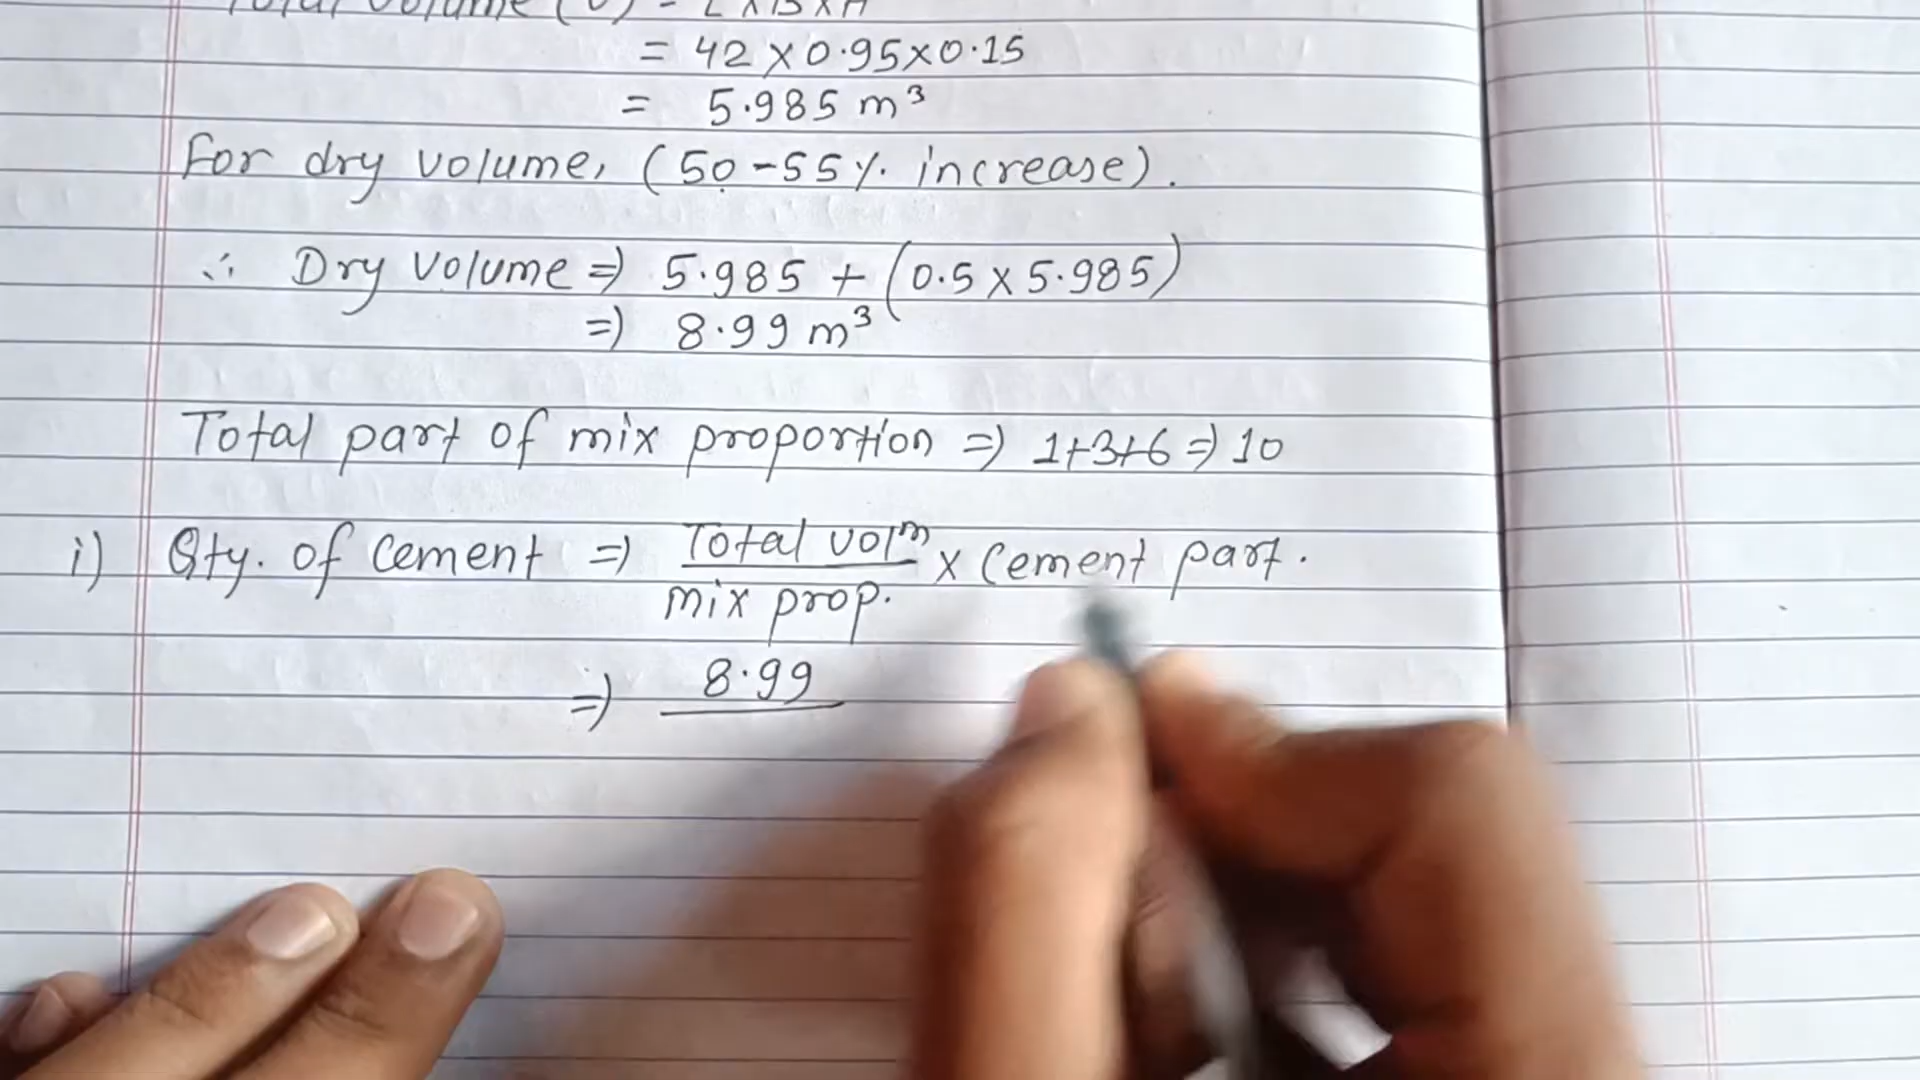 Total volume (V) = L x B x H
= 42 x 0.95 x 0.15
= 5.985 m³
For dry volume, (50-55% increase).
∴ Dry volume ⇒ 5.985 + (0.5 x 5.985)
⇒ 8.99 m³
Total part of mix proportion ⇒ 1+3+6 ⇒ 10
i) Qty. of cement ⇒ Total volm x Cement part.
mix prop.
⇒ 8.99